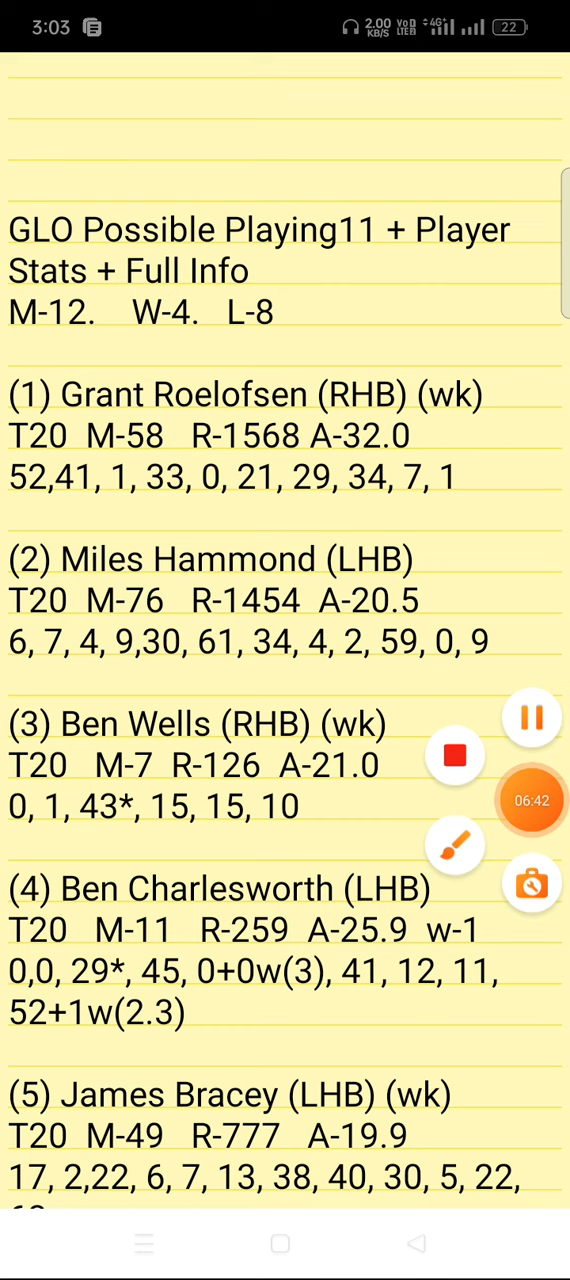 3:03
2.00 KB/S Vo LTE 2 4G+ 22
GLO Possible Playing11 + Player
Stats + Full Info
M-12. W-4. L-8
(1) Grant Roelofsen (RHB) (wk)
T20 M-58 R-1568 A-32.0
52,41, 1, 33, 0, 21, 29, 34, 7, 1
(2) Miles Hammond (LHB)
T20 M-76 R-1454 A-20.5
6, 7, 4, 9,30, 61, 34, 4, 2, 59, 0, 9
(3) Ben Wells (RHB) (wk)
T20 M-7 R-126 A-21.0
0, 1, 43*, 15, 15, 10
06:42
(4) Ben Charlesworth (LHB)
T20 M-11 R-259 A-25.9 w-1
0,0, 29*, 45, 0+0w(3), 41, 12, 11,
52+1w(2.3)
(5) James Bracey (LHB) (wk)
T20 M-49 R-777 A-19.9
17, 2,22, 6, 7, 13, 38, 40, 30, 5, 22,